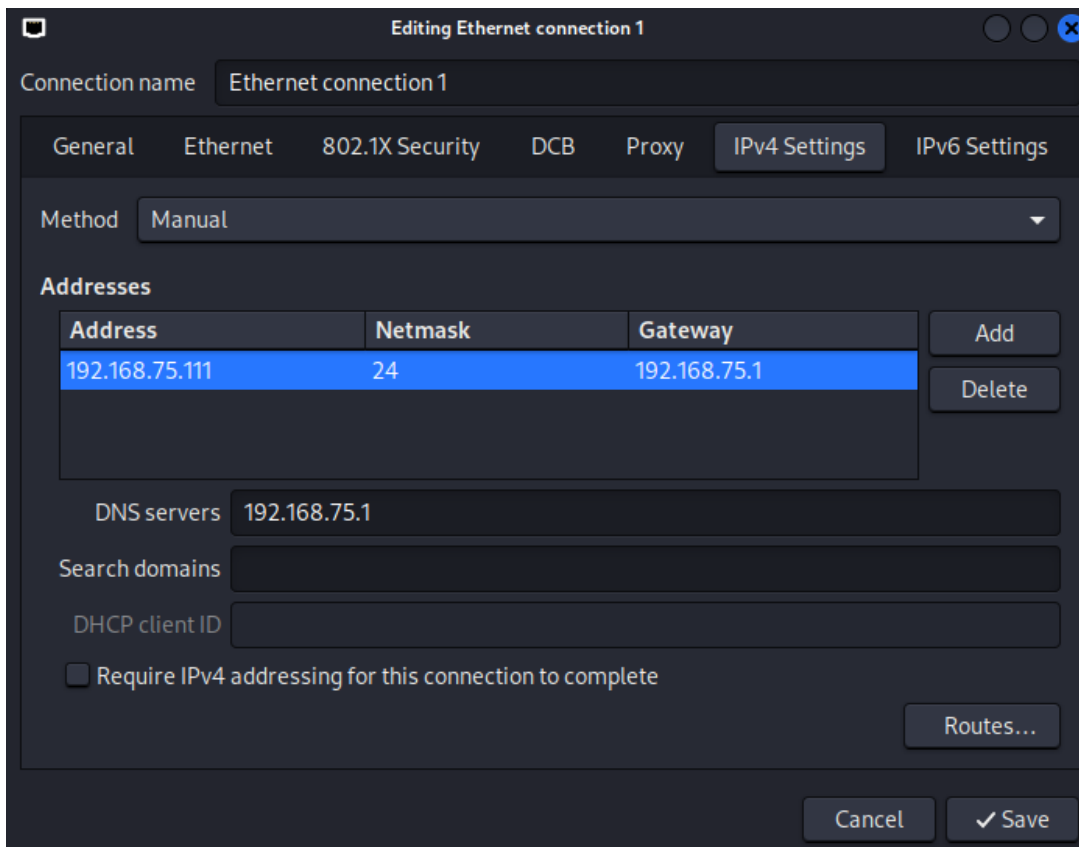 Editing Ethernet connection 1
Connection name Ethernet connection 1
General Ethernet 802.1X Security DCB Proxy IPv4 Settings IPv6 Settings
Method Manual
Addresses
Address Netmask Gateway Add
192.168.75.111 24 192.168.75.1
Delete
DNS servers 192.168.75.1
Search domains
DHCP client ID
Require IPv4 addressing for this connection to complete
Routes...
Cancel Save